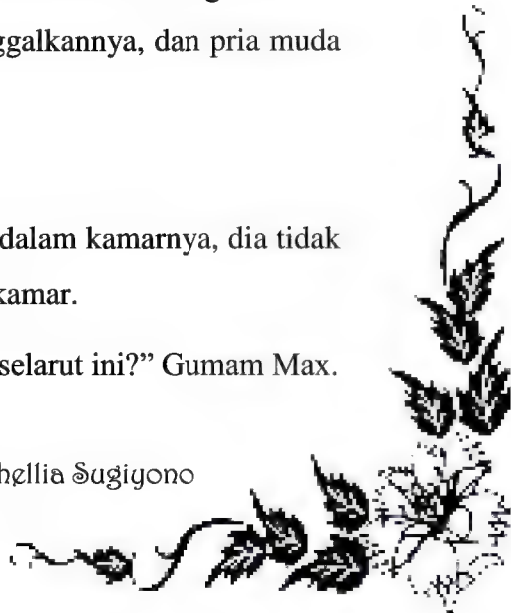 ggalkannya, dan pria muda
dalam kamarnya, dia tidak
kamar.
selarut ini?” Gumam Max.
hellia Sugiyono